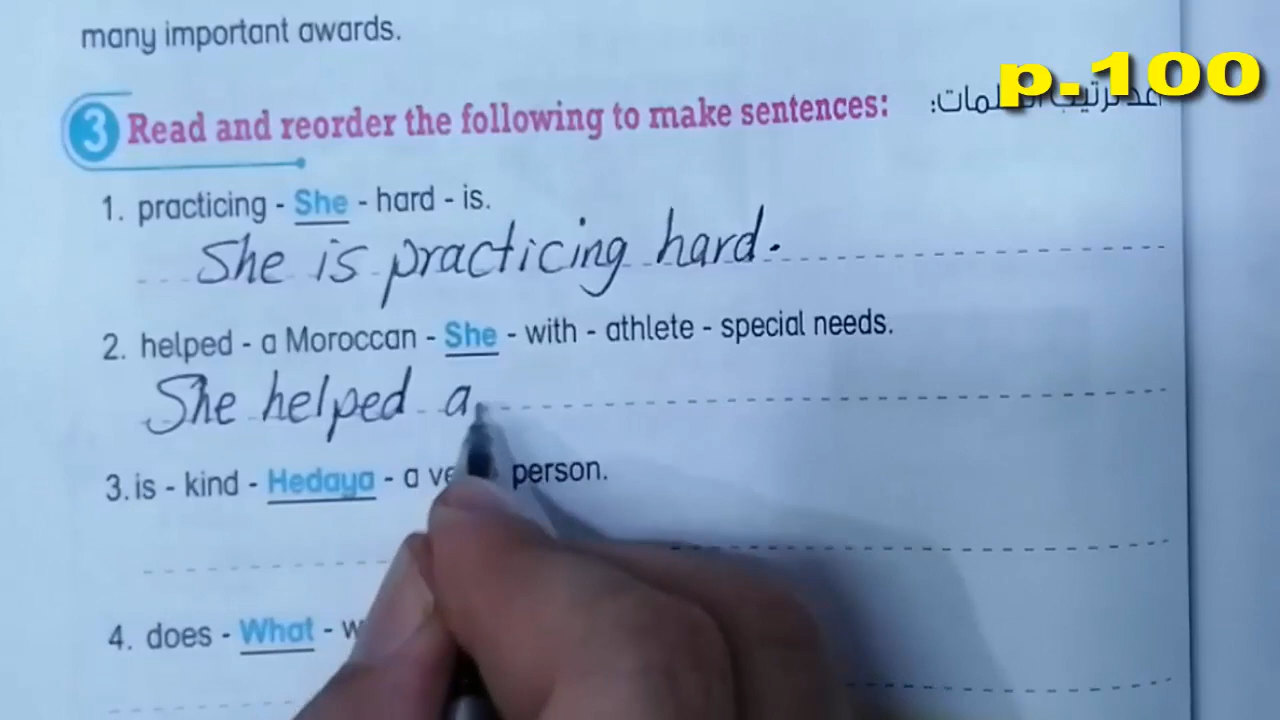 many important awards.
p.100
3 Read and reorder the following to make sentences:
1. practicing - She - hard - is.
She is practicing hard.
2. helped - a Moroccan - She - with - athlete - special needs.
She helped a
3. is - kind - Hedaya - a person.
4. does - What -